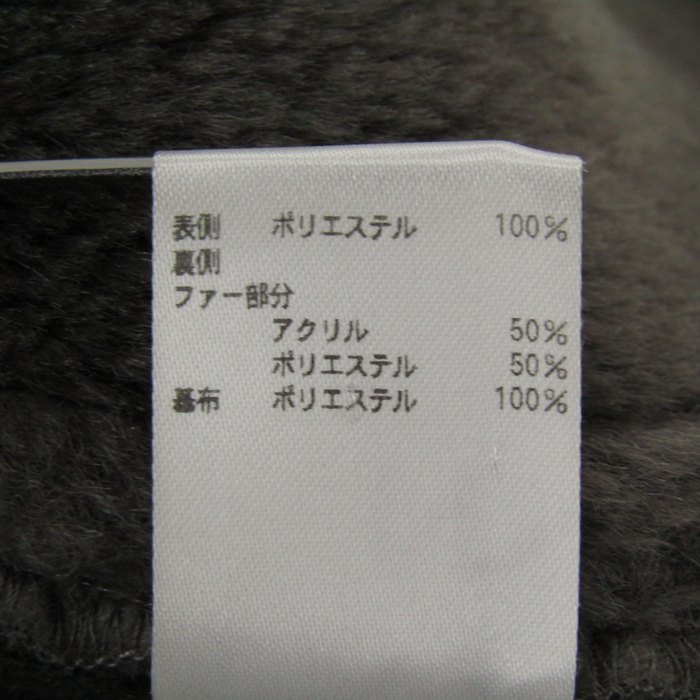 表側 ポリエステル 100%
裏側
ファー部分
アクリル 50%
ポリエステル 50%
基布 ポリエステル 100%